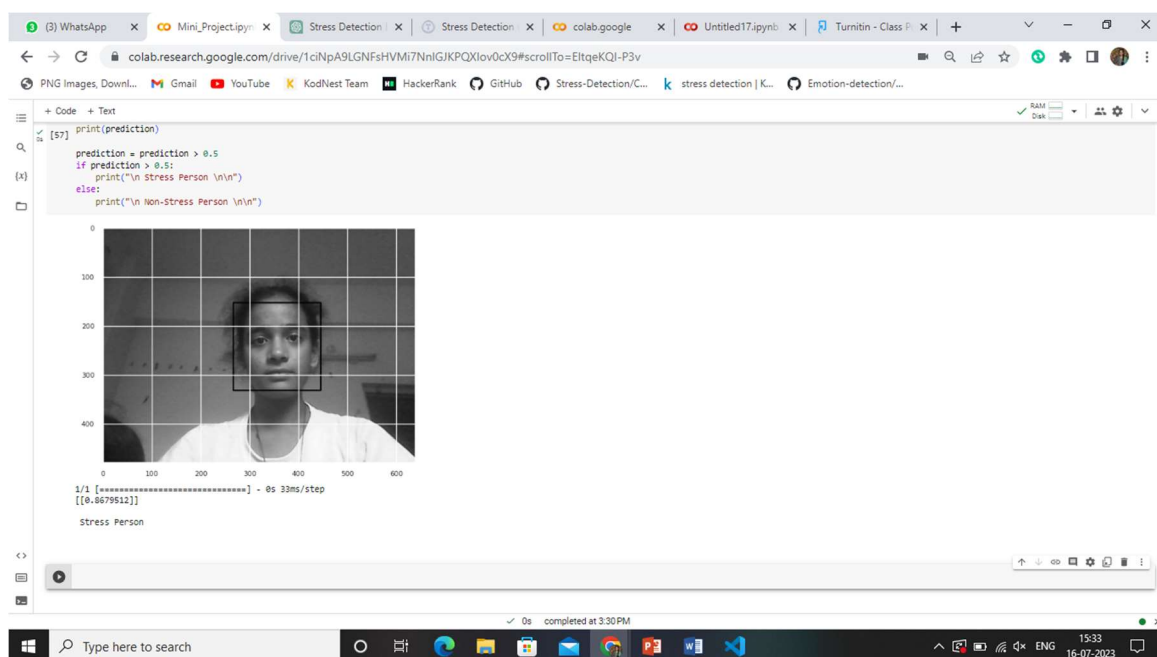 (3) WhatsApp
Mini_Project.ipyn
Stress Detection
Stress Detection
colab.google
Untitled17.ipynb
Turnitin - Class P
colab.research.google.com/drive/1ciNpA9LGNFsHVMi7NnIGJKPQXIov0cX9#scrollTo=EItqeKQI-P3v
PNG Images, Downl...
Gmail
YouTube
KodNest Team
HackerRank
GitHub
Stress-Detection/C...
stress detection | K...
Emotion-detection/...
+ Code + Text
RAM
Disk
[57]
0s
print(prediction)
prediction = prediction > 0.5
if prediction > 0.5:
print("\n Stress Person \n\n")
else:
print("\n Non-Stress Person \n\n")
{x}
0
100
200
300
400
0 100 200 300 400 500 600
1/1 [==============================] - 0s 33ms/step
[[0.8679512]]
Stress Person
0s completed at 3:30 PM
Type here to search
ENG
15:33
16-07-2023